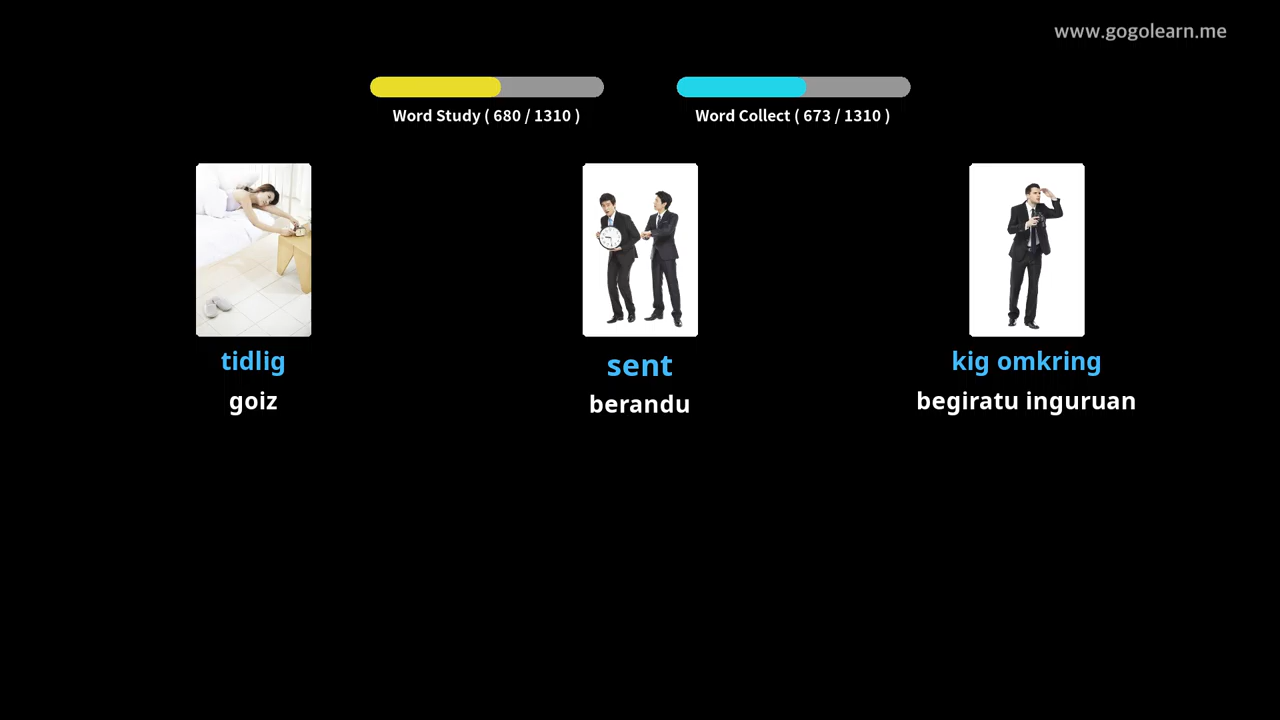 www.gogolearn.me
Word Study ( 680 / 1310 )
Word Collect ( 673 / 1310 )
tidlig
goiz
sent
berandu
kig omkring
begiratu inguruan